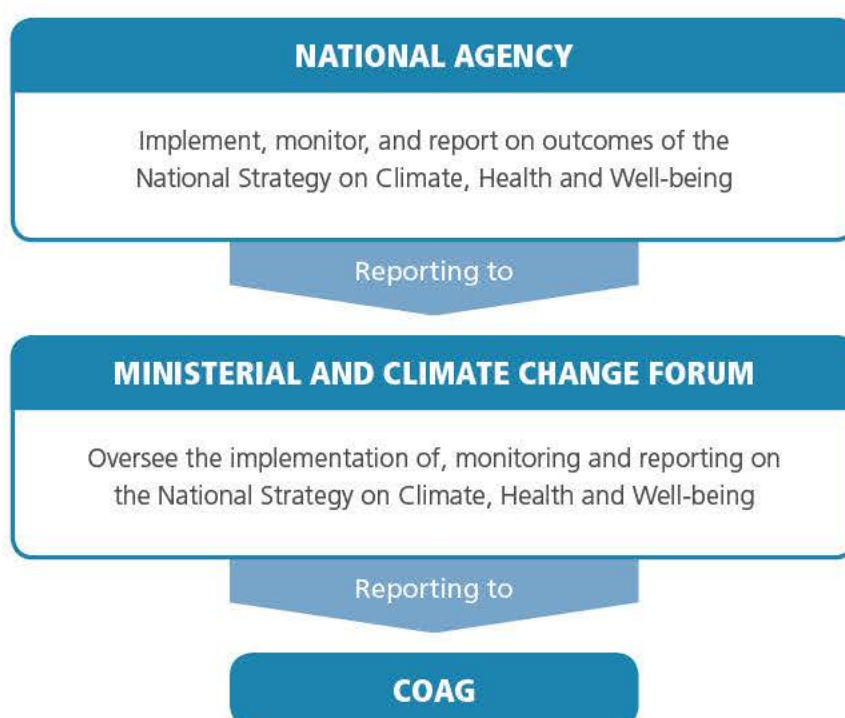 NATIONAL AGENCY
Implement, monitor, and report on outcomes of the
National Strategy on Climate, Health and Well-being
Reporting to
MINISTERIAL AND CLIMATE CHANGE FORUM
Oversee the implementation of, monitoring and reporting on
the National Strategy on Climate, Health and Well-being
Reporting to
COAG